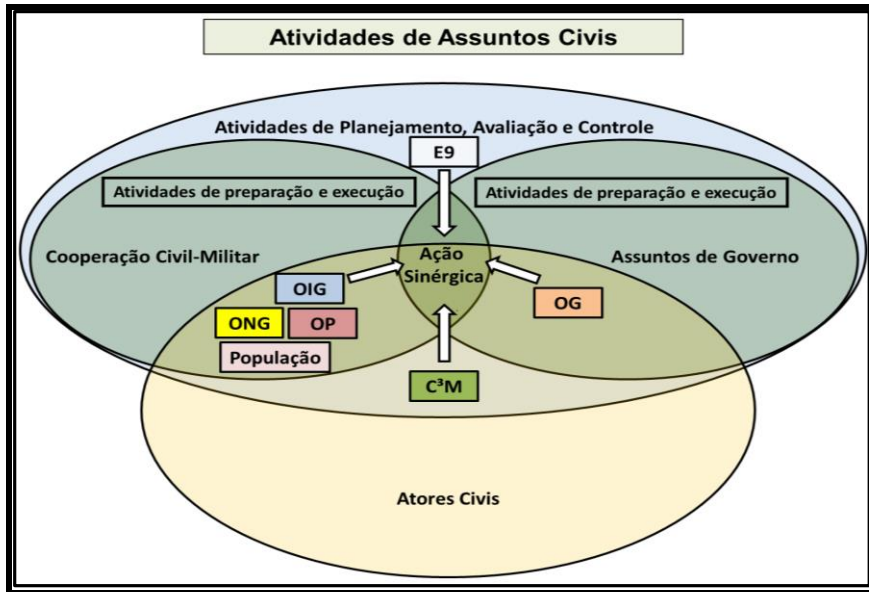 Atividades de Assuntos Civis
Atividades de Planejamento, Avaliação e Controle
E9
Atividades de preparação e execução
Atividades de preparação e execução
Cooperação Civil-Militar
Ação
Sinérgica
Assuntos de Governo
OIG
OG
ONG
OP
População
C³M
Atores Civis